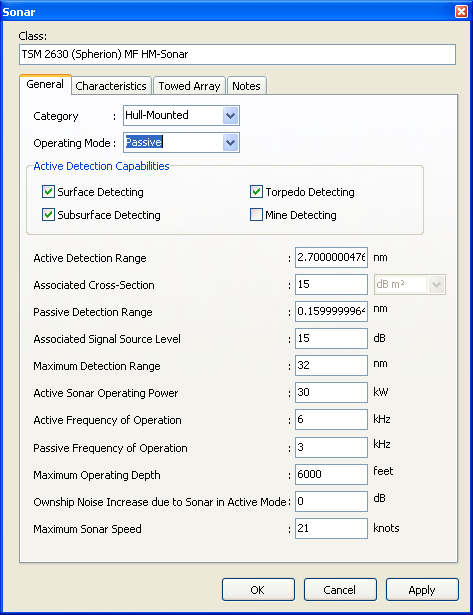 Sonar
Class:
TSM 2630 (Spherion) MF HM-Sonar
General Characteristics Towed Array Notes
Category : Hull-Mounted
Operating Mode : Passive
Active Detection Capabilities
Surface Detecting Torpedo Detecting
Subsurface Detecting Mine Detecting
Active Detection Range : 2.7000000476 nm
Associated Cross-Section : 15 dB m²
Passive Detection Range : 0.159999964 nm
Associated Signal Source Level : 15 dB
Maximum Detection Range : 32 nm
Active Sonar Operating Power : 30 kW
Active Frequency of Operation : 6 kHz
Passive Frequency of Operation : 3 kHz
Maximum Operating Depth : 6000 feet
Ownship Noise Increase due to Sonar in Active Mode : 0 dB
Maximum Sonar Speed : 21 knots
OK Cancel Apply